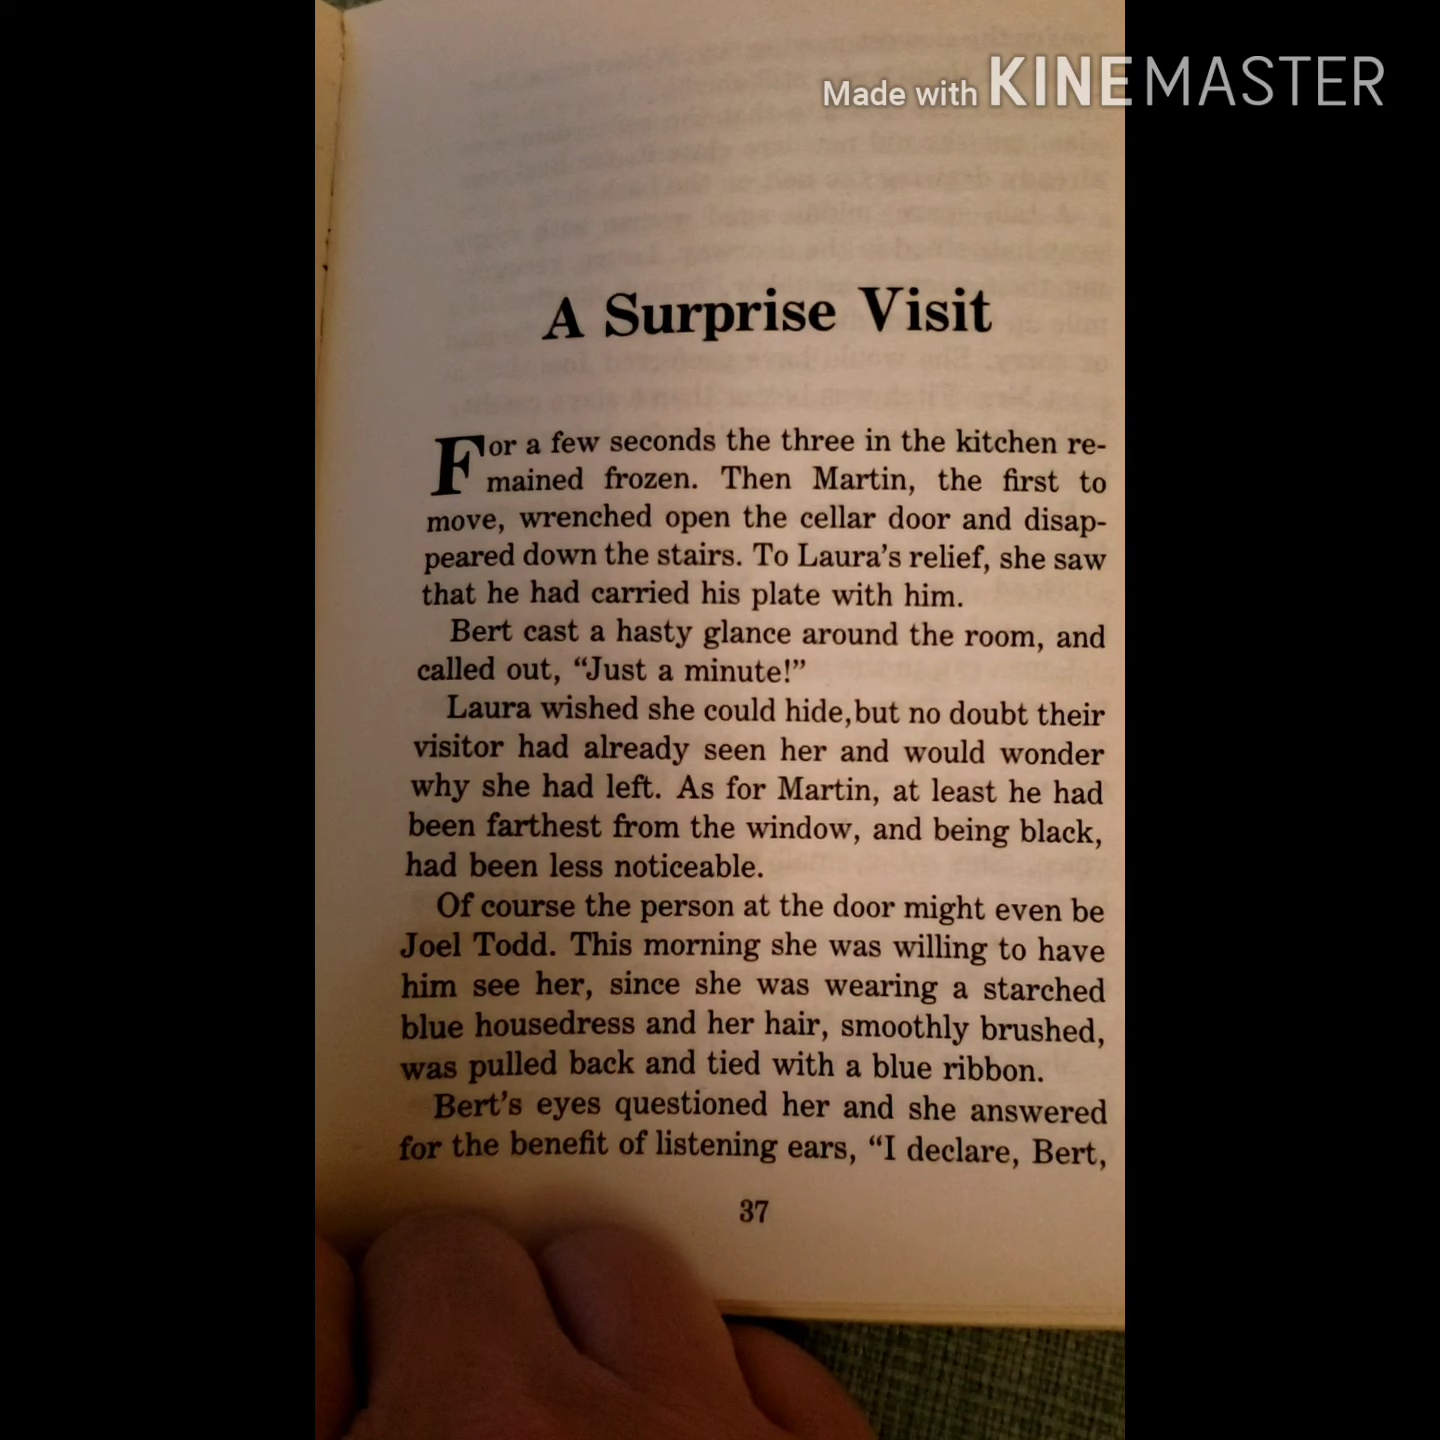 Made with KINEMASTER
A Surprise Visit
For a few seconds the three in the kitchen re-
mained frozen. Then Martin, the first to
move, wrenched open the cellar door and disap-
peared down the stairs. To Laura's relief, she saw
that he had carried his plate with him.
Bert cast a hasty glance around the room, and
called out, “Just a minute!”
Laura wished she could hide,but no doubt their
visitor had already seen her and would wonder
why she had left. As for Martin, at least he had
been farthest from the window, and being black,
had been less noticeable.
Of course the person at the door might even be
Joel Todd. This morning she was willing to have
him see her, since she was wearing a starched
blue housedress and her hair, smoothly brushed,
was pulled back and tied with a blue ribbon.
Bert's eyes questioned her and she answered
for the benefit of listening ears, “I declare, Bert,
37